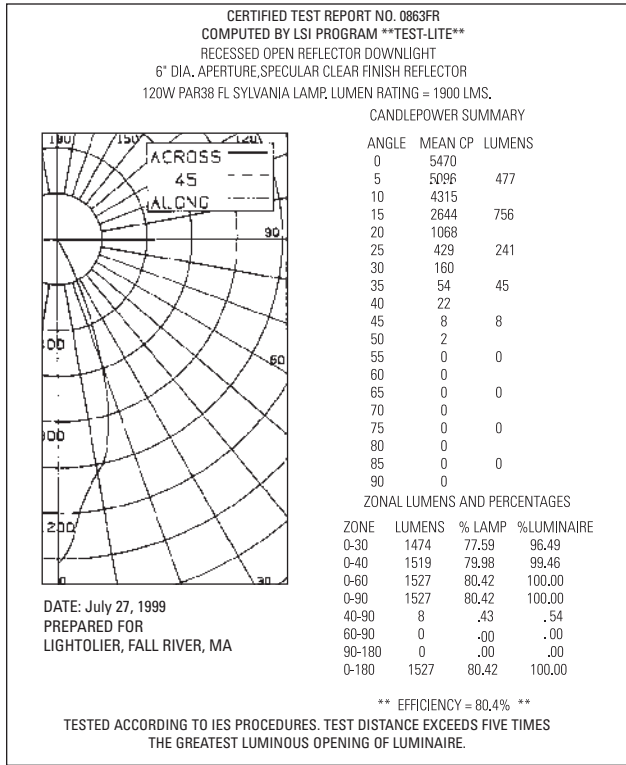 CERTIFIED TEST REPORT NO. 0863FR
COMPUTED BY LSI PROGRAM **TEST-LITE**
RECESSED OPEN REFLECTOR DOWNLIGHT
6" DIA. APERTURE,SPECULAR CLEAR FINISH REFLECTOR
120W PAR38 FL SYLVANIA LAMP, LUMEN RATING = 1900 LMS.
CANDLEPOWER SUMMARY
ANGLE MEAN CP LUMENS
0 5470
5 5096 477
10 4315
15 2644 756
20 1068
25 429 241
30 160
35 54 45
40 22
45 8 8
50 2
55 0 0
60 0
65 0 0
70 0
75 0 0
80 0
85 0 0
90 0
180 150 120
ACROSS
45
ALONG
90
60
300
900
1200
0 30
ZONAL LUMENS AND PERCENTAGES
ZONE LUMENS % LAMP %LUMINAIRE
0-30 1474 77.59 96.49
0-40 1519 79.98 99.46
0-60 1527 80.42 100.00
0-90 1527 80.42 100.00
40-90 8 .43 .54
60-90 0 .00 .00
90-180 0 .00 .00
0-180 1527 80.42 100.00
DATE: July 27, 1999
PREPARED FOR
LIGHTOLIER, FALL RIVER, MA
** EFFICIENCY = 80.4% **
TESTED ACCORDING TO IES PROCEDURES. TEST DISTANCE EXCEEDS FIVE TIMES
THE GREATEST LUMINOUS OPENING OF LUMINAIRE.